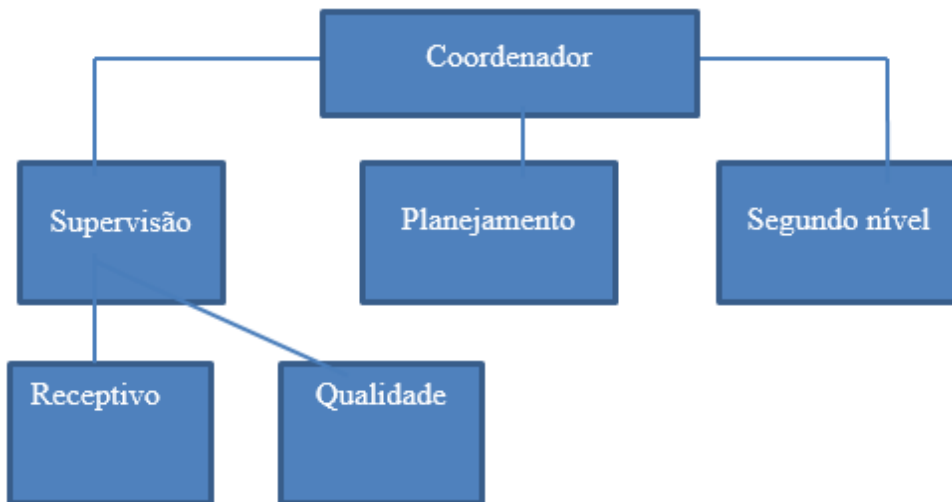 Coordenador
Supervisão
Planejamento
Segundo nível
Receptivo
Qualidade